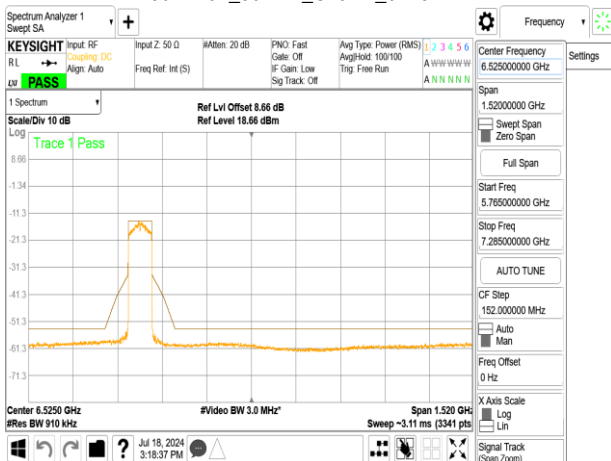 Spectrum Analyzer 1
Swept SA
Frequency
KEYSIGHT
Input: RF
Coupling: DC
Align: Auto
Input Z: 50 Ω
Freq Ref: Int (S)
#Atten: 20 dB
PNO: Fast
Gate: Off
IF Gain: Low
Sig Track: Off
Avg Type: Power (RMS)
Avg|Hold: 100/100
Trig: Free Run
1 2 3 4 5 6
A W W W W W
A N N N N N
RL
LXI
PASS
1 Spectrum
Scale/Div 10 dB
Ref Lvl Offset 8.66 dB
Ref Level 18.66 dBm
Log
Trace 1 Pass
8.66
-1.34
-11.3
-21.3
-31.3
-41.3
-51.3
-61.3
-71.3
Center 6.5250 GHz
#Res BW 910 kHz
#Video BW 3.0 MHz*
Span 1.520 GHz
Sweep ~3.11 ms (3341 pts
Jul 18, 2024
3:18:37 PM
Center Frequency
6.525000000 GHz
Span
1.52000000 GHz
Swept Span
Zero Span
Full Span
Start Freq
5.765000000 GHz
Stop Freq
7.285000000 GHz
AUTO TUNE
CF Step
152.000000 MHz
Auto
Man
Freq Offset
0 Hz
X Axis Scale
Log
Lin
Signal Track
(Span Zoom)
Settings